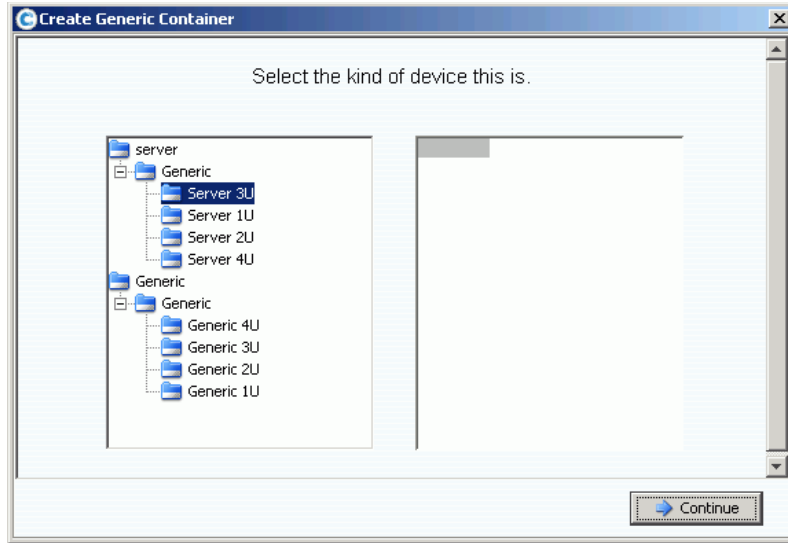 Create Generic Container
Select the kind of device this is.
server
Generic
Server 3U
Server 1U
Server 2U
Server 4U
Generic
Generic
Generic 4U
Generic 3U
Generic 2U
Generic 1U
Continue